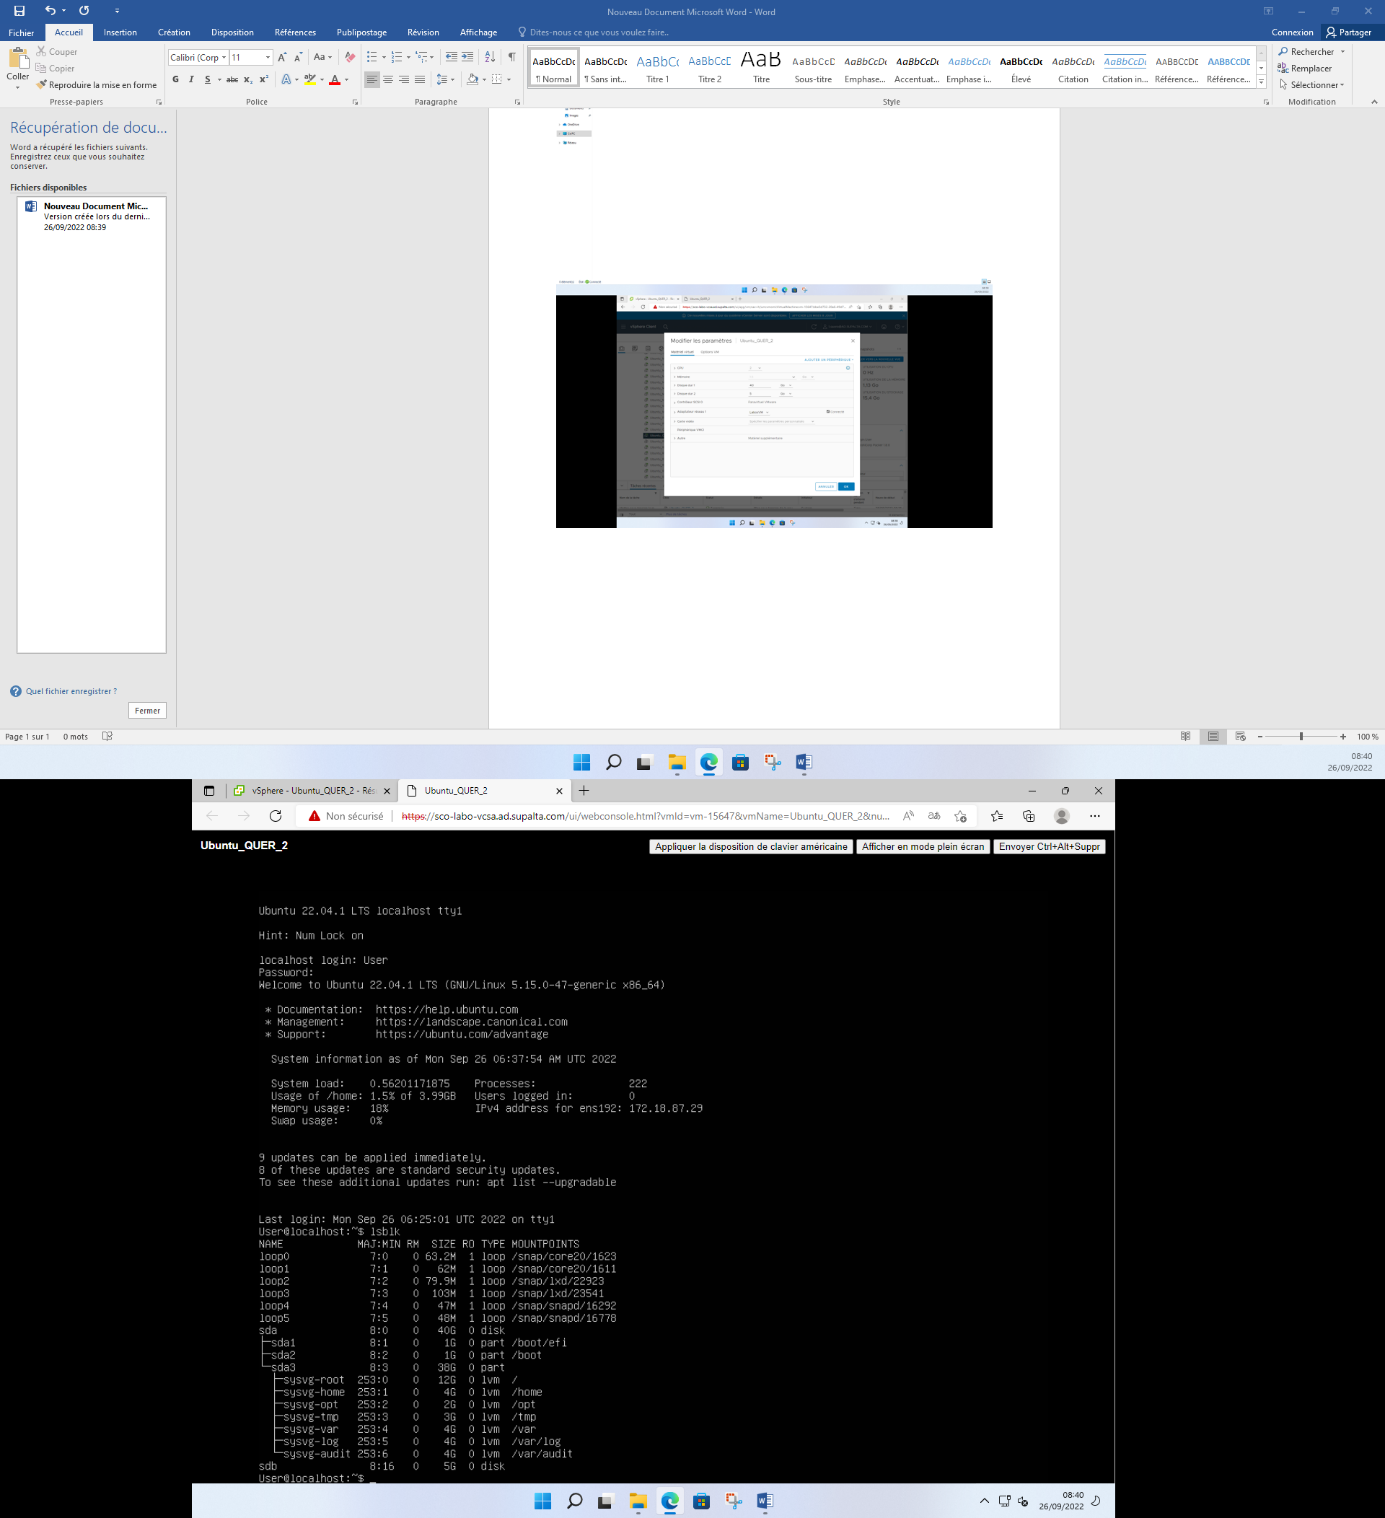 Nouveau Document Microsoft Word - Word
Fichier Accueil Insertion Création Disposition Références Publipostage Révision Affichage Dites-nous ce que vous voulez faire.. Connexion Partager
Coller
Couper
Copier
Reproduire la mise en forme
Presse-papiers
Calibri (Corp 11
G I S abc X₂ X²
Police
Paragraphe
AaBbCcDc AaBbCcDc AaBbC( AaBbCcE AaB AaBbCcC AaBbCcDi AaBbCcDi AaBbCcDi AaBbCcDc AaBbCcDi AaBbCcDi AABBCCDE AABBCCDE
¶ Normal ¶ Sans int... Titre 1 Titre 2 Titre Sous-titre Emphase... Accentuat... Emphase i... Élevé Citation Citation in... Référence... Référence...
Style
Rechercher
Remplacer
Sélectionner
Modification
Récupération de docu...
Word a récupéré les fichiers suivants.
Enregistrez ceux que vous souhaitez
conserver.
Fichiers disponibles
Nouveau Document Mic...
Version créée lors du derni...
26/09/2022 08:39
Quel fichier enregistrer ?
Fermer
Modifier les paramètres Ubuntu_QUER_2
Page 1 sur 1 0 mots
100 %
08:40
26/09/2022
vSphere - Ubuntu_QUER_2 - Rés
Ubuntu_QUER_2
Non sécurisé https://sco-labo-vcsa.ad.supalta.com/ui/webconsole.html?vmId=vm-15647&vmName=Ubuntu_QUER_2&nu...
Ubuntu_QUER_2
Appliquer la disposition de clavier américaine Afficher en mode plein écran Envoyer Ctrl+Alt+Suppr
Ubuntu 22.04.1 LTS localhost tty1
Hint: Num Lock on
localhost login: User
Password:
Welcome to Ubuntu 22.04.1 LTS (GNU/Linux 5.15.0-47-generic x86_64)
* Documentation: https://help.ubuntu.com
* Management: https://landscape.canonical.com
* Support: https://ubuntu.com/advantage
System information as of Mon Sep 26 06:37:54 AM UTC 2022
System load: 0.56201171875 Processes: 222
Usage of /home: 1.5% of 3.99GB Users logged in: 0
Memory usage: 18% IPv4 address for ens192: 172.18.87.29
Swap usage: 0%
9 updates can be applied immediately.
8 of these updates are standard security updates.
To see these additional updates run: apt list --upgradable
Last login: Mon Sep 26 06:25:01 UTC 2022 on tty1
User@localhost:~$ lsblk
NAME MAJ:MIN RM SIZE RO TYPE MOUNTPOINTS
loop0 7:0 0 63.2M 1 loop /snap/core20/1623
loop1 7:1 0 62M 1 loop /snap/core20/1611
loop2 7:2 0 79.9M 1 loop /snap/lxd/22923
loop3 7:3 0 103M 1 loop /snap/lxd/23541
loop4 7:4 0 47M 1 loop /snap/snapd/16292
loop5 7:5 0 48M 1 loop /snap/snapd/16778
sda 8:0 0 40G 0 disk
├─sda1 8:1 0 1G 0 part /boot/efi
├─sda2 8:2 0 1G 0 part /boot
└─sda3 8:3 0 38G 0 part
├─sysvg-root 253:0 0 12G 0 lvm /
├─sysvg-home 253:1 0 4G 0 lvm /home
├─sysvg-opt 253:2 0 2G 0 lvm /opt
├─sysvg-tmp 253:3 0 3G 0 lvm /tmp
├─sysvg-var 253:4 0 4G 0 lvm /var
├─sysvg-log 253:5 0 4G 0 lvm /var/log
└─sysvg-audit 253:6 0 4G 0 lvm /var/audit
sdb 8:16 0 5G 0 disk
User@localhost:~$ _
08:40
26/09/2022